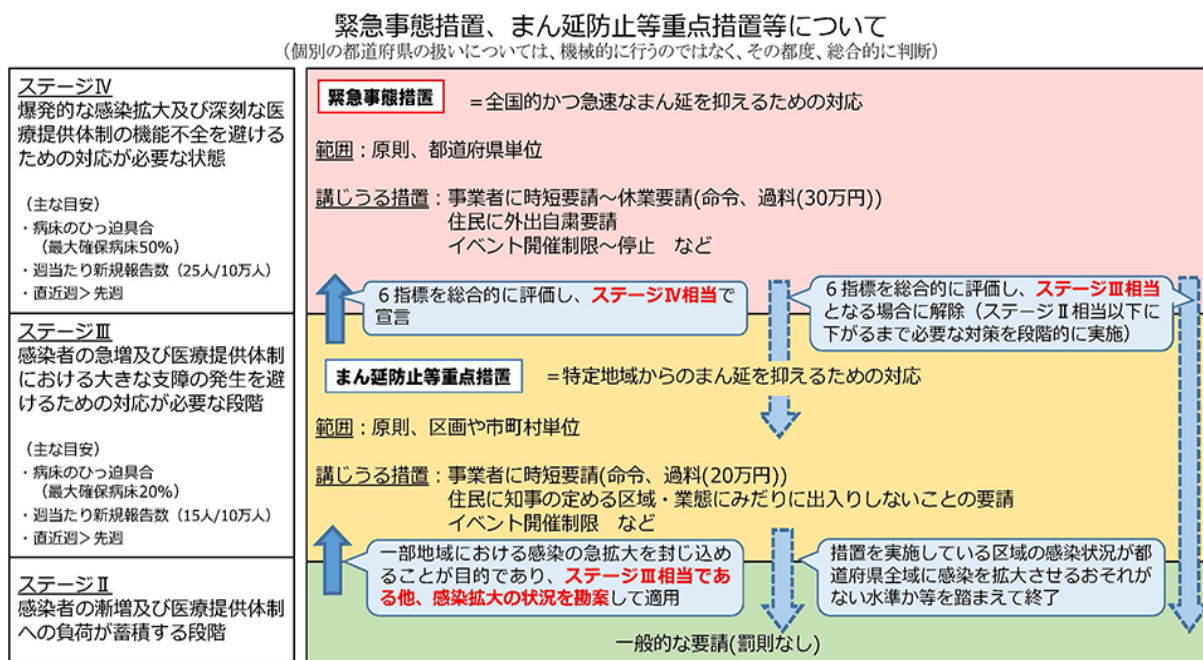 緊急事態措置、まん延防止等重点措置等について
（個別の都道府県の扱いについては、機械的に行うのではなく、その都度、総合的に判断）
ステージⅣ
爆発的な感染拡大及び深刻な医
療提供体制の機能不全を避ける
ための対応が必要な状態
（主な目安）
・病床のひっ迫具合
（最大確保病床50%）
・週当たり新規報告数（25人/10万人）
・直近週＞先週
ステージⅢ
感染者の急増及び医療提供体制
における大きな支障の発生を避
けるための対応が必要な段階
（主な目安）
・病床のひっ迫具合
（最大確保病床20%）
・週当たり新規報告数（15人/10万人）
・直近週＞先週
ステージⅡ
感染者の漸増及び医療提供体制
への負荷が蓄積する段階
緊急事態措置 ＝全国的かつ急速なまん延を抑えるための対応
範囲：原則、都道府県単位
講じうる措置：事業者に時短要請～休業要請(命令、過料(30万円))
住民に外出自粛要請
イベント開催制限～停止　など
６指標を総合的に評価し、ステージⅣ相当で
宣言
６指標を総合的に評価し、ステージⅢ相当
となる場合に解除（ステージⅡ相当以下に
下がるまで必要な対策を段階的に実施）
まん延防止等重点措置 ＝特定地域からのまん延を抑えるための対応
範囲：原則、区画や市町村単位
講じうる措置：事業者に時短要請(命令、過料(20万円))
住民に知事の定める区域・業態にみだりに出入りしないことの要請
イベント開催制限　など
一部地域における感染の急拡大を封じ込め
ることが目的であり、ステージⅢ相当であ
る他、感染拡大の状況を勘案して適用
措置を実施している区域の感染状況が都
道府県全域に感染を拡大させるおそれが
ない水準か等を踏まえて終了
一般的な要請(罰則なし)